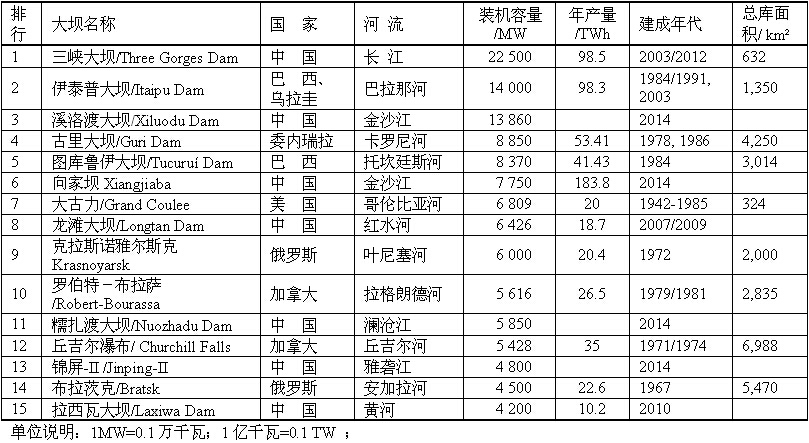 排行 大坝名称 国 家 河 流 装机容量/MW 年产量/TWh 建成年代 总库面积/ km²
1 三峡大坝/Three Gorges Dam 中 国 长 江 22 500 98.5 2003/2012 632
2 伊泰普大坝/Itaipu Dam 巴 西、乌拉圭 巴拉那河 14 000 98.3 1984/1991, 2003 1,350
3 溪洛渡大坝/Xiluodu Dam 中 国 金沙江 13 860 2014
4 古里大坝/Guri Dam 委内瑞拉 卡罗尼河 8 850 53.41 1978, 1986 4,250
5 图库鲁伊大坝/Tucuruí Dam 巴 西 托坎廷斯河 8 370 41.43 1984 3,014
6 向家坝 Xiangjiaba 中 国 金沙江 7 750 183.8 2014
7 大古力/Grand Coulee 美 国 哥伦比亚河 6 809 20 1942-1985 324
8 龙滩大坝/Longtan Dam 中 国 红水河 6 426 18.7 2007/2009
9 克拉斯诺雅尔斯克 Krasnoyarsk 俄罗斯 叶尼塞河 6 000 20.4 1972 2,000
10 罗伯特－布拉萨/Robert-Bourassa 加拿大 拉格朗德河 5 616 26.5 1979/1981 2,835
11 糯扎渡大坝/Nuozhadu Dam 中 国 澜沧江 5 850 2014
12 丘吉尔瀑布/ Churchill Falls 加拿大 丘吉尔河 5 428 35 1971/1974 6,988
13 锦屏-Ⅱ/Jinping-Ⅱ 中 国 雅砻江 4 800 2014
14 布拉茨克/Bratsk 俄罗斯 安加拉河 4 500 22.6 1967 5,470
15 拉西瓦大坝/Laxiwa Dam 中 国 黄河 4 200 10.2 2010
单位说明：1MW=0.1 万千瓦；1 亿千瓦=0.1 TW ；